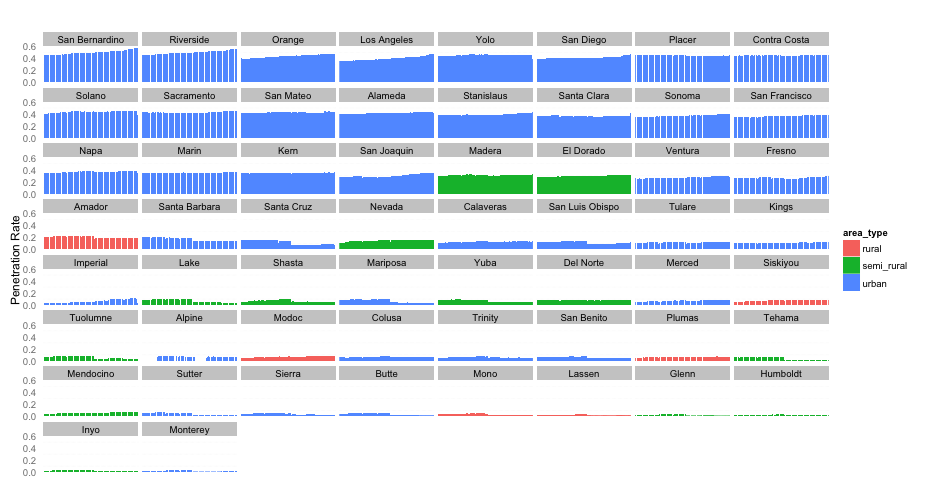 San Bernardino Riverside Orange Los Angeles Yolo San Diego Placer Contra Costa
0.6
0.4
0.2
0.0
Solano Sacramento San Mateo Alameda Stanislaus Santa Clara Sonoma San Francisco
0.6
0.4
0.2
0.0
Napa Marin Kern San Joaquin Madera El Dorado Ventura Fresno
0.6
0.4
0.2
0.0
Amador Santa Barbara Santa Cruz Nevada Calaveras San Luis Obispo Tulare Kings
0.6
0.4
0.2
0.0
Penetration Rate
area_type
rural
semi_rural
urban
Imperial Lake Shasta Mariposa Yuba Del Norte Merced Siskiyou
0.6
0.4
0.2
0.0
Tuolumne Alpine Modoc Colusa Trinity San Benito Plumas Tehama
0.6
0.4
0.2
0.0
Mendocino Sutter Sierra Butte Mono Lassen Glenn Humboldt
0.6
0.4
0.2
0.0
Inyo Monterey
0.6
0.4
0.2
0.0